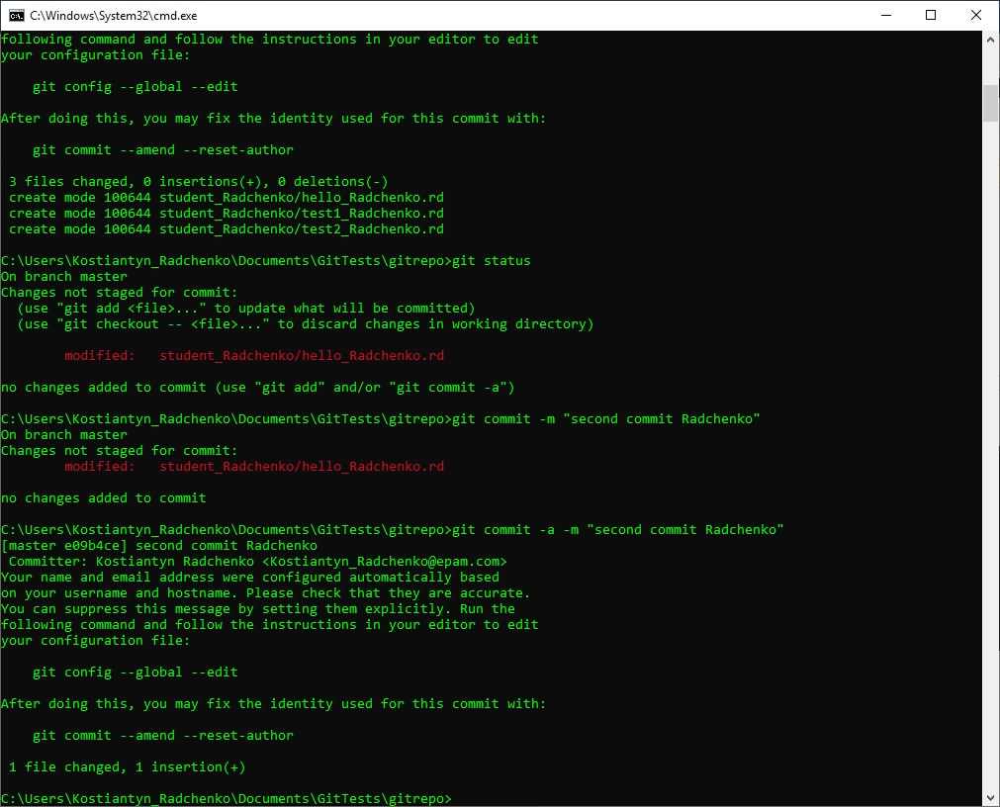 C:\Windows\System32\cmd.exe
following command and follow the instructions in your editor to edit
your configuration file:
    git config --global --edit
After doing this, you may fix the identity used for this commit with:
    git commit --amend --reset-author
 3 files changed, 0 insertions(+), 0 deletions(-)
 create mode 100644 student_Radchenko/hello_Radchenko.rd
 create mode 100644 student_Radchenko/test1_Radchenko.rd
 create mode 100644 student_Radchenko/test2_Radchenko.rd
C:\Users\Kostiantyn_Radchenko\Documents\GitTests\gitrepo>git status
On branch master
Changes not staged for commit:
  (use "git add <file>..." to update what will be committed)
  (use "git checkout -- <file>..." to discard changes in working directory)
        modified:   student_Radchenko/hello_Radchenko.rd
no changes added to commit (use "git add" and/or "git commit -a")
C:\Users\Kostiantyn_Radchenko\Documents\GitTests\gitrepo>git commit -m "second commit Radchenko"
On branch master
Changes not staged for commit:
        modified:   student_Radchenko/hello_Radchenko.rd
no changes added to commit
C:\Users\Kostiantyn_Radchenko\Documents\GitTests\gitrepo>git commit -a -m "second commit Radchenko"
[master e09b4ce] second commit Radchenko
 Committer: Kostiantyn Radchenko <Kostiantyn_Radchenko@epam.com>
Your name and email address were configured automatically based
on your username and hostname. Please check that they are accurate.
You can suppress this message by setting them explicitly. Run the
following command and follow the instructions in your editor to edit
your configuration file:
    git config --global --edit
After doing this, you may fix the identity used for this commit with:
    git commit --amend --reset-author
 1 file changed, 1 insertion(+)
C:\Users\Kostiantyn_Radchenko\Documents\GitTests\gitrepo>